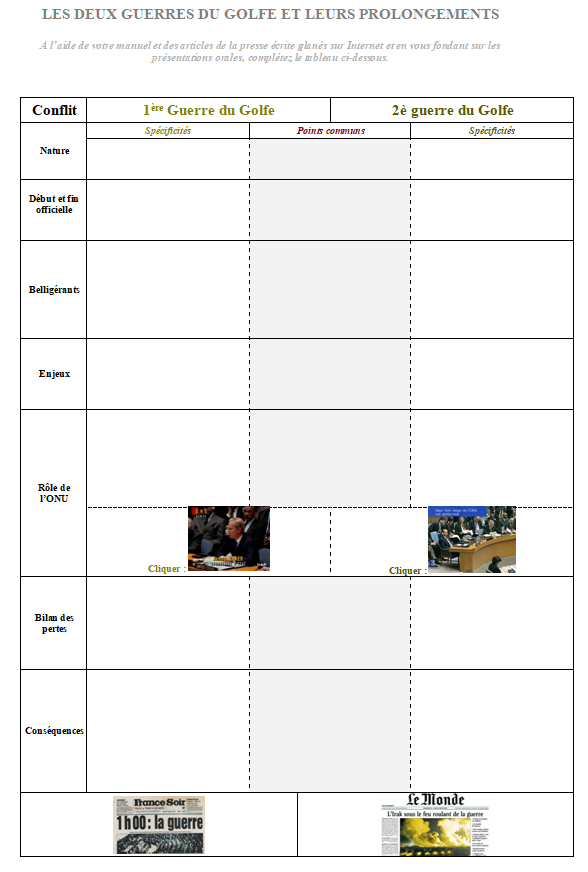 LES DEUX GUERRES DU GOLFE ET LEURS PROLONGEMENTS
A l'aide de votre manuel et des articles de la presse écrite glanés sur Internet et en vous fondant sur les
présentations orales, complétez le tableau ci-dessous.
Conflit 1ère Guerre du Golfe 2è guerre du Golfe
Spécificités Points communs Spécificités
Nature
Début et fin
officielle
Belligérants
Enjeux
Rôle de
l'ONU
Cliquer : Cliquer :
Bilan des
pertes
Conséquences
France-Soir
1h00: la guerre
Le Monde
L'Irak sous le feu roulant de la guerre